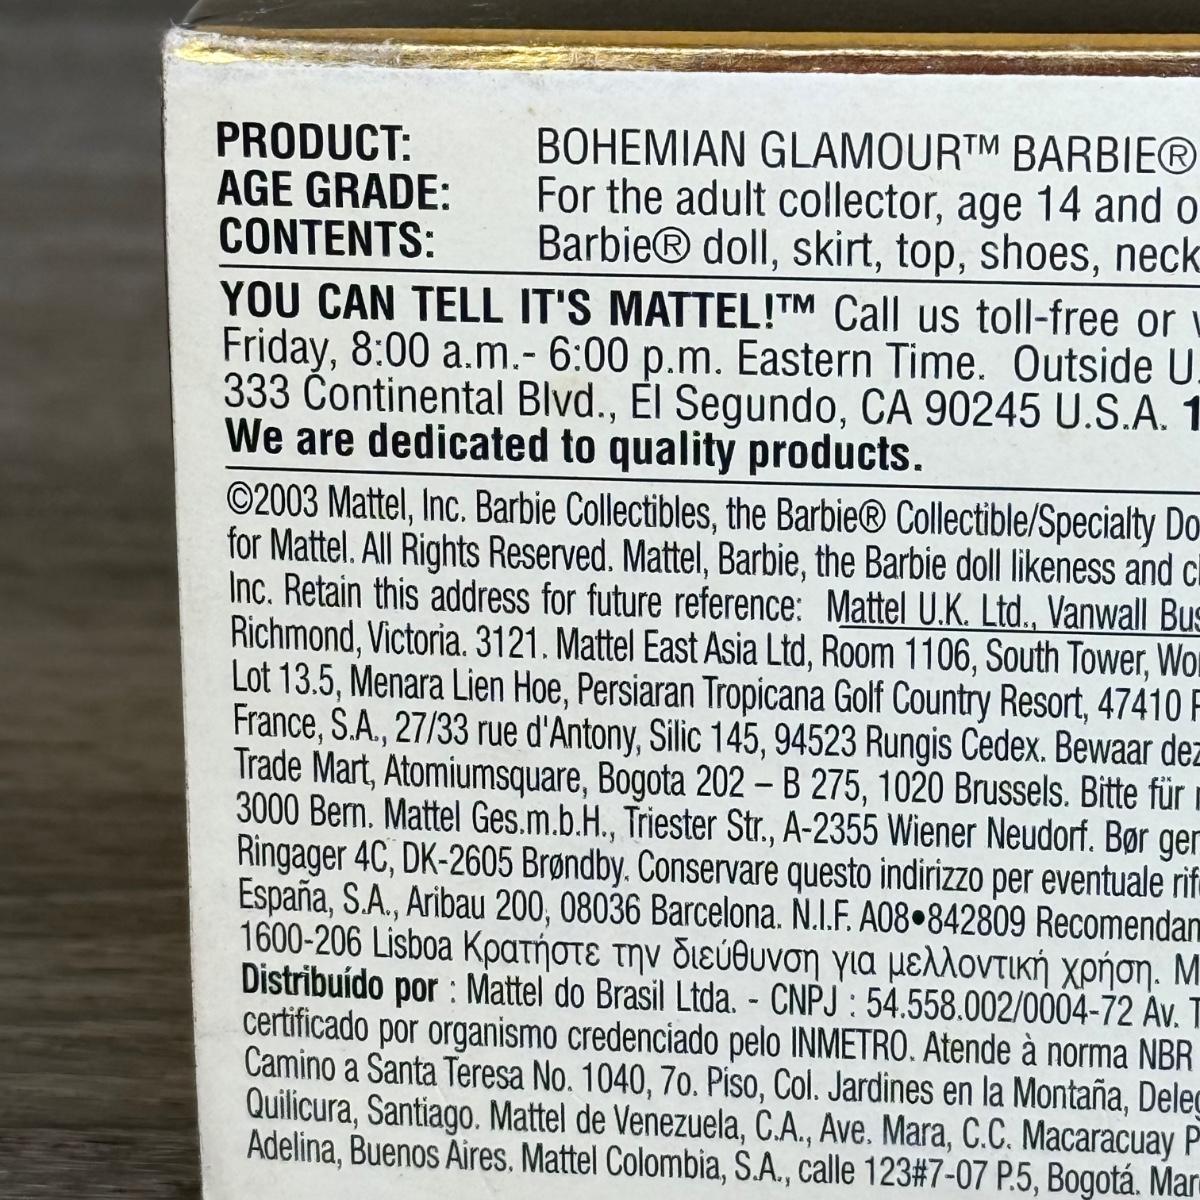 PRODUCT: BOHEMIAN GLAMOUR™ BARBIE®
AGE GRADE: For the adult collector, age 14 and
CONTENTS: Barbie® doll, skirt, top, shoes,
YOU CAN TELL IT'S MATTEL!™ Call us toll-free or
Friday, 8:00 a.m.- 6:00 p.m. Eastern Time. Outside
333 Continental Blvd., El Segundo, CA 90245 U.S.A.
We are dedicated to quality products.
©2003 Mattel, Inc. Barbie Collectibles, the Barbie® Collectible/Specialty
for Mattel. All Rights Reserved. Mattel, Barbie, the Barbie doll likeness and
Inc. Retain this address for future reference: Mattel U.K. Ltd., Vanwall
Richmond, Victoria. 3121. Mattel East Asia Ltd, Room 1106, South Tower,
Lot 13.5, Menara Lien Hoe, Persiaran Tropicana Golf Country Resort, 47410
France, S.A., 27/33 rue d'Antony, Silic 145, 94523 Rungis Cedex. Bewaar
Trade Mart, Atomiumsquare, Bogota 202 – B 275, 1020 Brussels. Bitte für
3000 Bern. Mattel Ges.m.b.H., Triester Str., A-2355 Wiener Neudorf. Bør
Ringager 4C, DK-2605 Brøndby. Conservare questo indirizzo per eventuale
España, S.A., Aribau 200, 08036 Barcelona. N.I.F. A08•842809
1600-206 Lisboa Κρατήστε την διεύθυνση για μελλοντική χρήση.
Distribuído por : Mattel do Brasil Ltda. - CNPJ : 54.558.002/0004-72 Av.
certificado por organismo credenciado pelo INMETRO. Atende à norma NBR
Camino a Santa Teresa No. 1040, 7o. Piso, Col. Jardines en la Montaña,
Quilicura, Santiago. Mattel de Venezuela, C.A., Ave. Mara, C.C. Macaracuay
Adelina, Buenos Aires. Mattel Colombia, S.A., calle 123#7-07 P.5, Bogotá.